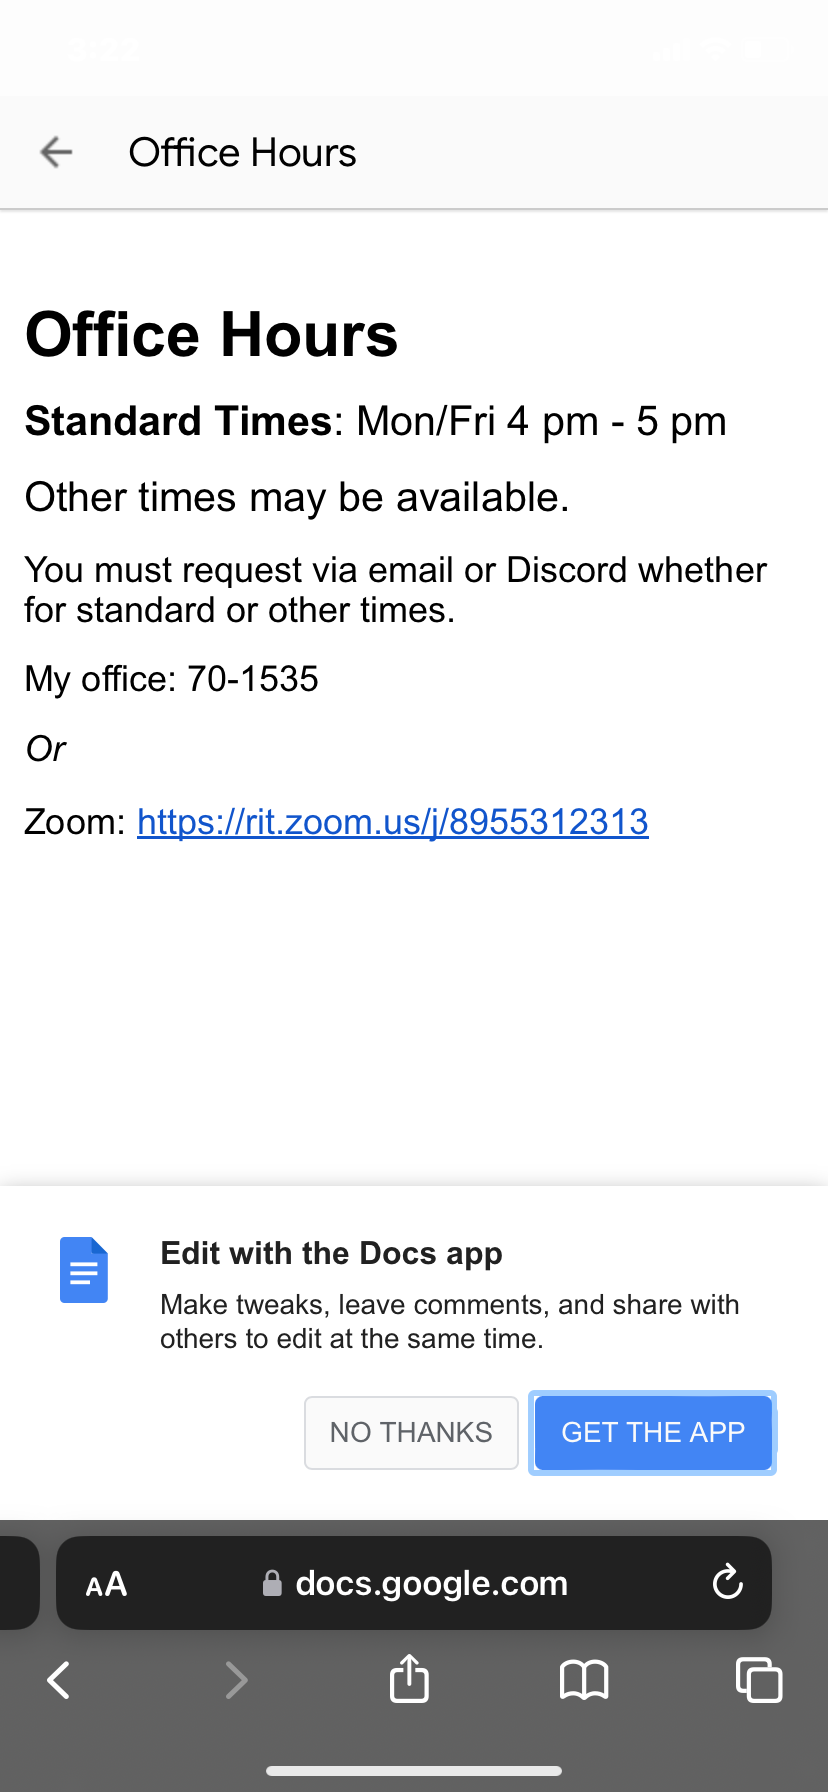 Office Hours
Office Hours
Standard Times: Mon/Fri 4 pm - 5 pm
Other times may be available.
You must request via email or Discord whether
for standard or other times.
My office: 70-1535
Or
Zoom: https://rit.zoom.us/j/8955312313
Edit with the Docs app
Make tweaks, leave comments, and share with
others to edit at the same time.
NO THANKS
GET THE APP
AA
docs.google.com